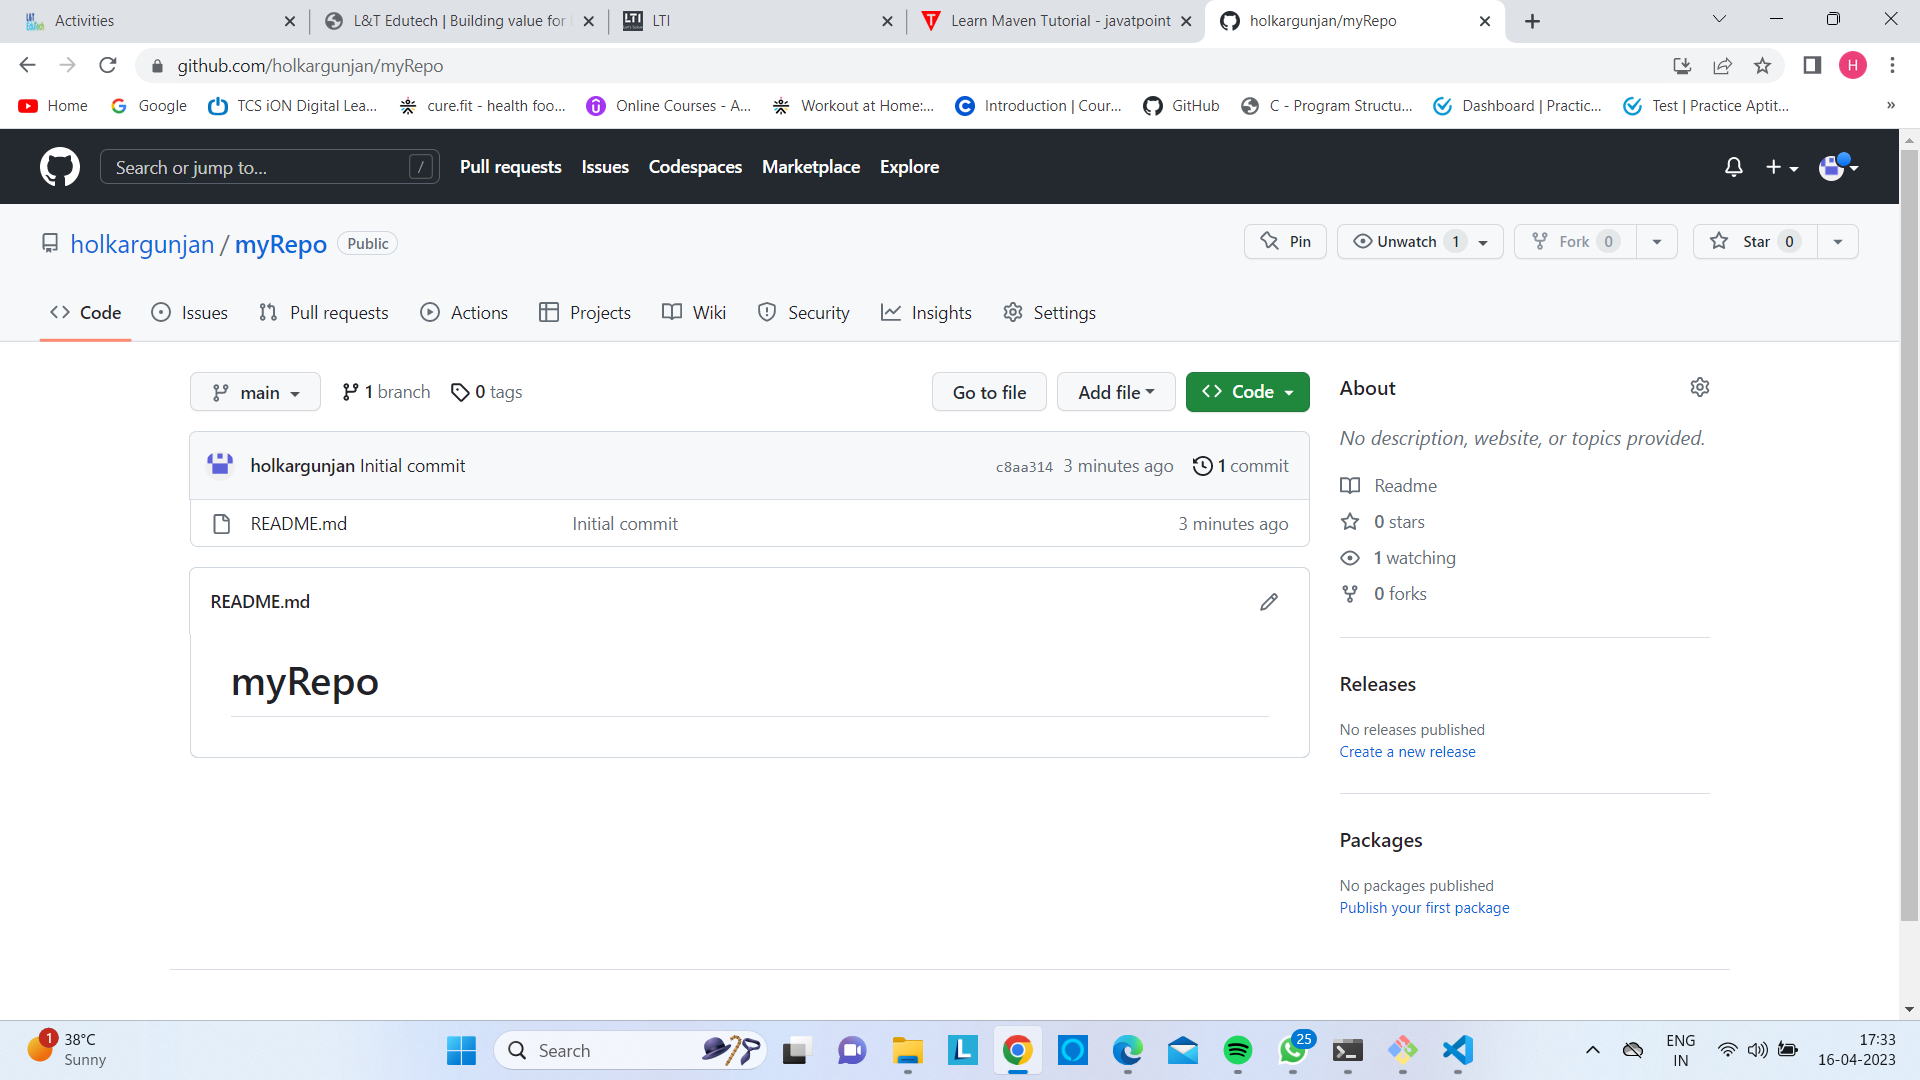 Activities
L&T Edutech | Building value for
LTI
Learn Maven Tutorial - javatpoint
holkargunjan/myRepo
github.com/holkargunjan/myRepo
H
Home
Google
TCS iON Digital Lea...
cure.fit - health foo...
Online Courses - A...
Workout at Home:...
Introduction | Cour...
GitHub
C - Program Structu...
Dashboard | Practic...
Test | Practice Aptit...
»
Search or jump to... /
Pull requests
Issues
Codespaces
Marketplace
Explore
holkargunjan / myRepo Public
Pin
Unwatch 1
Fork 0
Star 0
Code
Issues
Pull requests
Actions
Projects
Wiki
Security
Insights
Settings
main
1 branch
0 tags
Go to file
Add file
Code
holkargunjan Initial commit
c8aa314 3 minutes ago
1 commit
README.md
Initial commit
3 minutes ago
README.md
myRepo
About
No description, website, or topics provided.
Readme
0 stars
1 watching
0 forks
Releases
No releases published
Create a new release
Packages
No packages published
Publish your first package
1
38°C
Sunny
Search
L
25
ENG
IN
17:33
16-04-2023